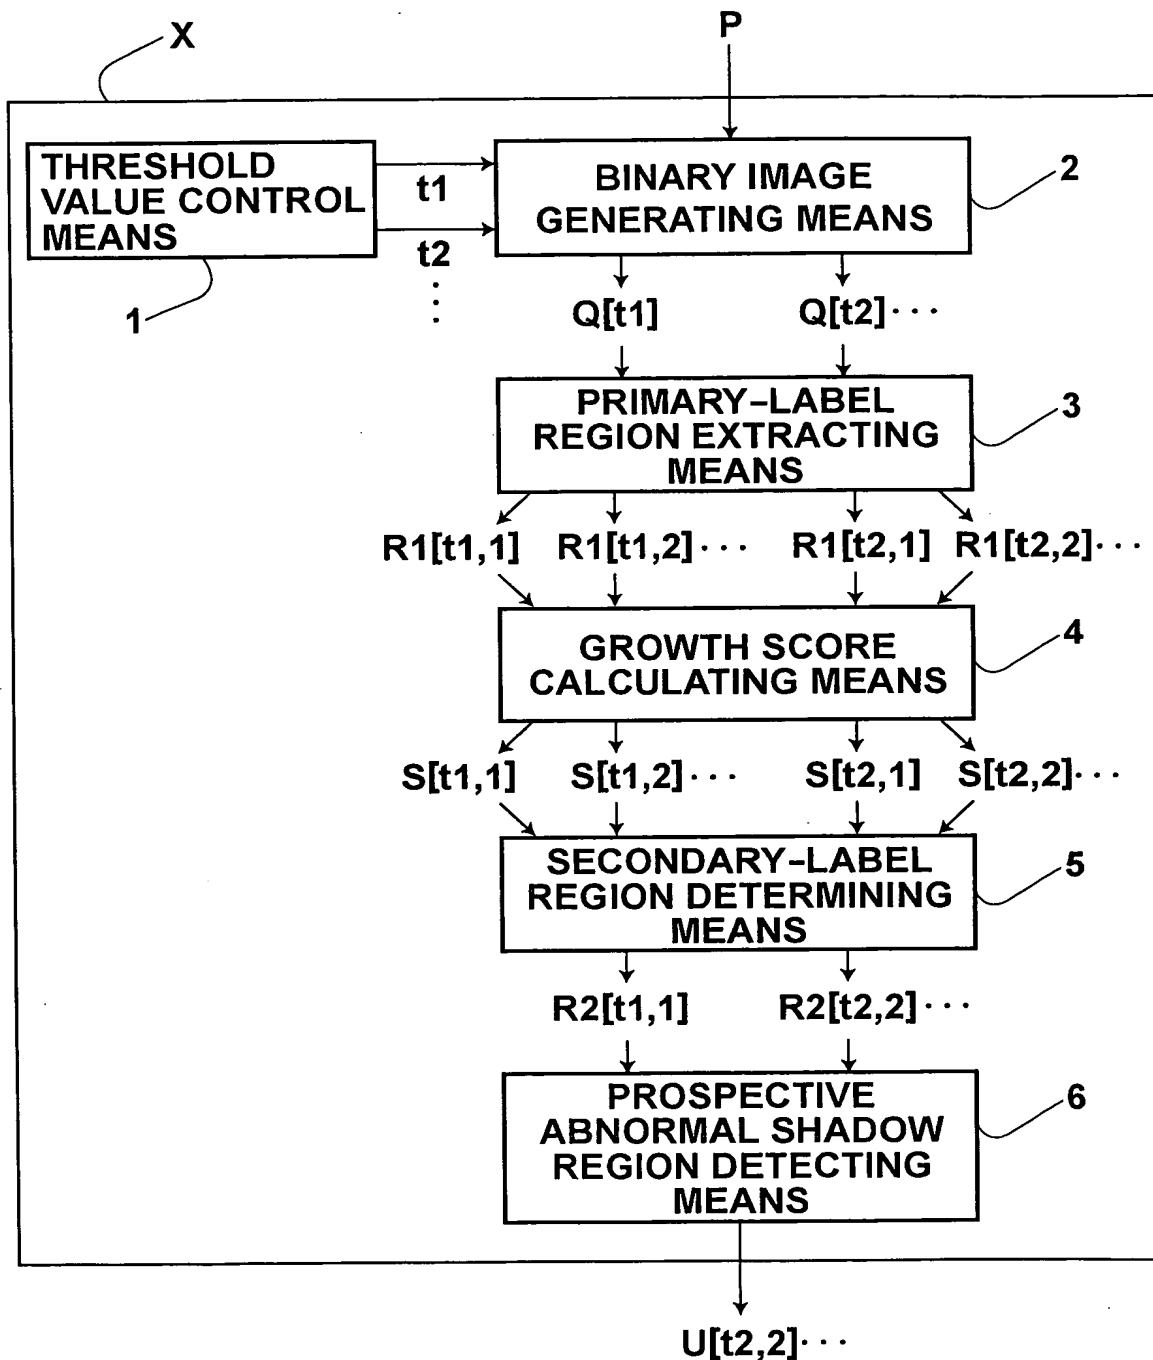 X
P
THRESHOLD
VALUE CONTROL
MEANS
t1
t2
1
BINARY IMAGE
GENERATING MEANS
2
Q[t1]
Q[t2]···
PRIMARY–LABEL
REGION EXTRACTING
MEANS
3
R1[t1,1]
R1[t1,2]···
R1[t2,1]
R1[t2,2]···
GROWTH SCORE
CALCULATING MEANS
4
S[t1,1]
S[t1,2]···
S[t2,1]
S[t2,2]···
SECONDARY–LABEL
REGION DETERMINING
MEANS
5
R2[t1,1]
R2[t2,2]···
PROSPECTIVE
ABNORMAL SHADOW
REGION DETECTING
MEANS
6
U[t2,2]···